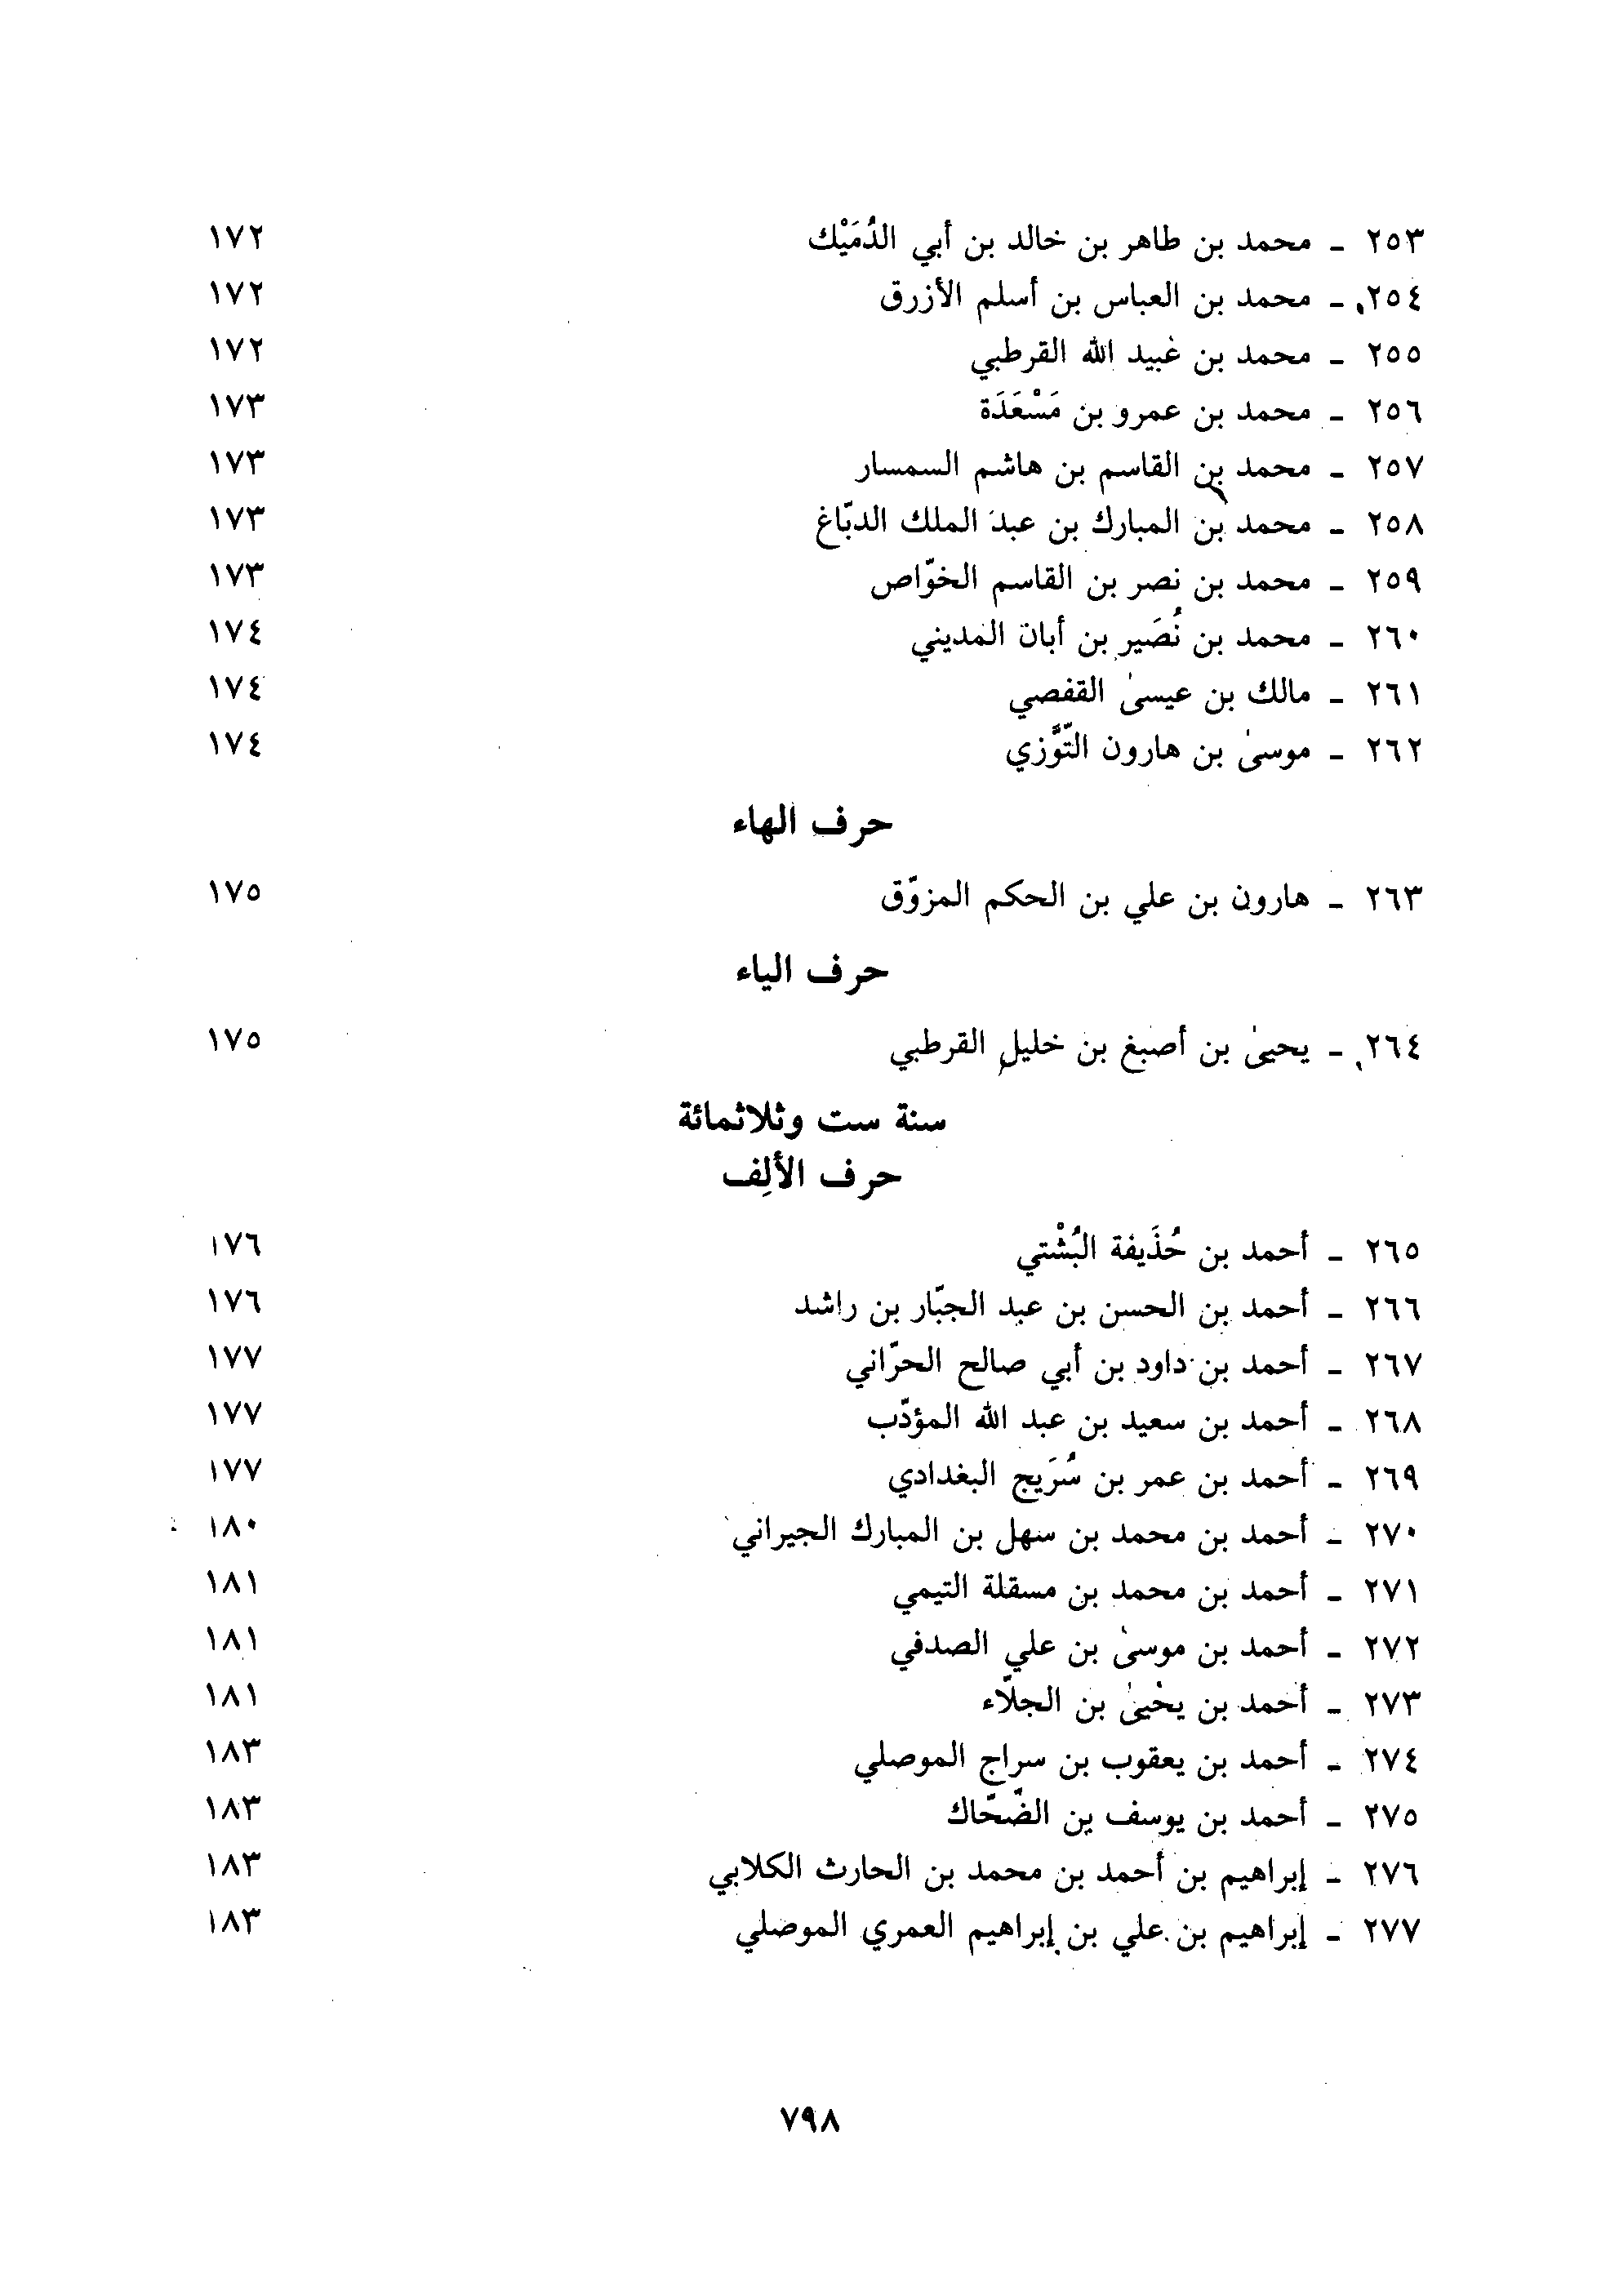 ٢٥٣ ـ محمد بن طاهر بن خالد بن أبي الدُمَيْك ١٧٢
٢٥٤ ـ محمد بن العباس بن أسلم الأزرق ١٧٢
٢٥٥ ـ محمد بن غبيد الله القرطبي ١٧٢
٢٥٦ ـ محمد بن عمرو بن مَسْعَدَة ١٧٣
٢٥٧ ـ محمد بن القاسم بن هاشم السمسار ١٧٣
٢٥٨ ـ محمد بن المبارك بن عبد الملك الدبّاغ ١٧٣
٢٥٩ ـ محمد بن نصر بن القاسم الخوّاص ١٧٣
٢٦٠ ـ محمد بن نُصَير بن أبان المديني ١٧٤
٢٦١ ـ مالك بن عيسىٰ القفصي ١٧٤
٢٦٢ ـ موسىٰ بن هارون التّوَّزي ١٧٤
حرف الهاء
٢٦٣ ـ هارون بن علي بن الحكم المزوّق ١٧٥
حرف الياء
٢٦٤ ـ يحيىٰ بن أصبغ بن خليل القرطبي ١٧٥
سنة ست وثلاثمائة
حرف الألِف
٢٦٥ ـ أحمد بن حُذَيفة البُشْتي ١٧٦
٢٦٦ ـ أحمد بن الحسن بن عبد الجبّار بن راشد ١٧٦
٢٦٧ ـ أحمد بن داود بن أبي صالح الحرّاني ١٧٧
٢٦٨ ـ أحمد بن سعيد بن عبد الله المؤدّب ١٧٧
٢٦٩ ـ أحمد بن عمر بن سُرَيج البغدادي ١٧٧
٢٧٠ ـ أحمد بن محمد بن سهل بن المبارك الجيراني ١٨٠
٢٧١ ـ أحمد بن محمد بن مسقلة التيمي ١٨١
٢٧٢ ـ أحمد بن موسىٰ بن علي الصدفي ١٨١
٢٧٣ ـ أحمد بن يحْيىٰ بن الجلّاء ١٨١
٢٧٤ ـ أحمد بن يعقوب بن سراج الموصلي ١٨٣
٢٧٥ ـ أحمد بن يوسف بن الضّحّاك ١٨٣
٢٧٦ ـ إبراهيم بن أحمد بن محمد بن الحارث الكلابي ١٨٣
٢٧٧ ـ إبراهيم بن علي بن إبراهيم العمري الموصلي ١٨٣
٧٩٨